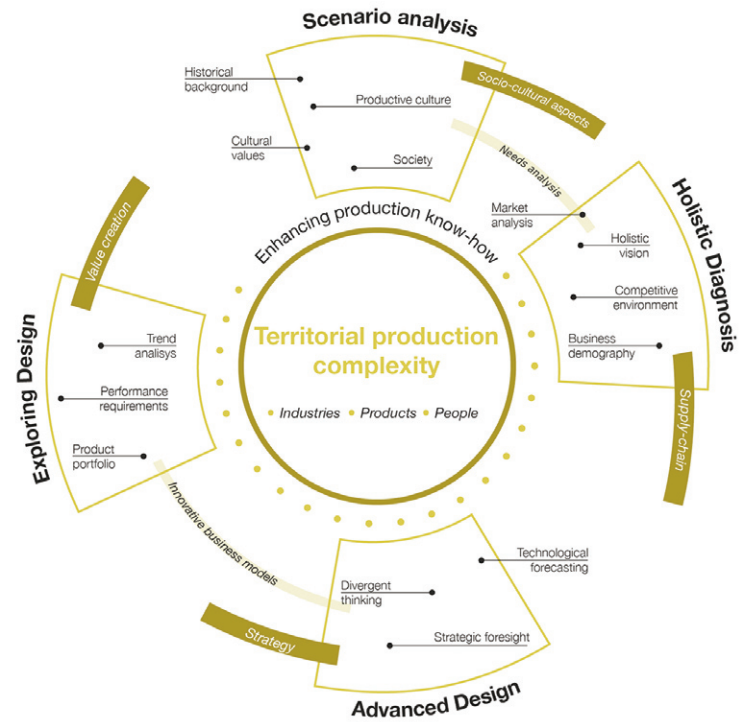 Scenario analysis
Historical
background
Productive culture
Cultural
values
Society
Socio-cultural aspects
Needs analysis
Holistic Diagnosis
Market
analysis
Holistic
vision
Competitive
environment
Business
demography
Supply-chain
Enhancing production know-how
Territorial production
complexity
• Industries • Products • People
Value creation
Exploring Design
Trend
analisys
Performance
requirements
Product
portfolio
Innovative business models
Strategy
Technological
forecasting
Divergent
thinking
Strategic foresight
Advanced Design